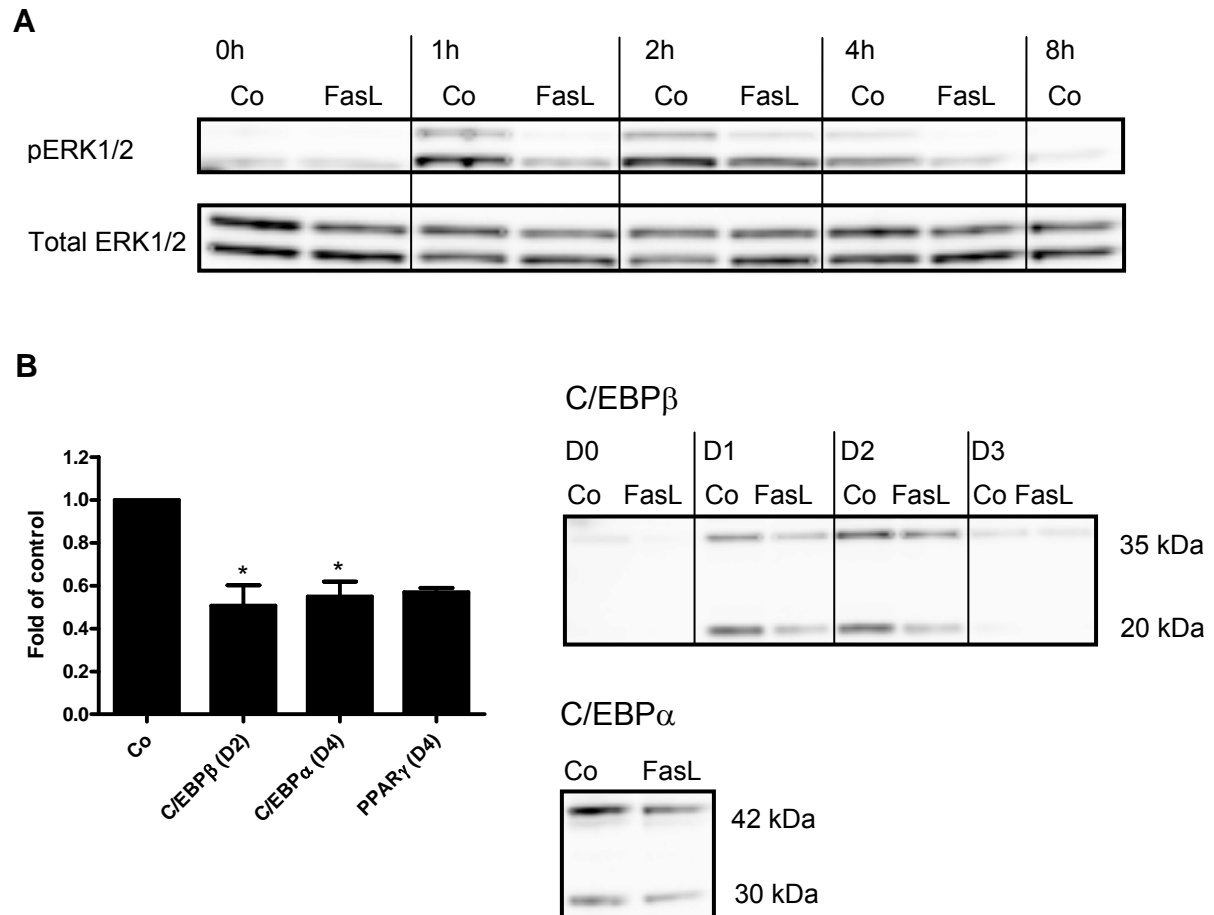 A
0h 1h 2h 4h 8h
Co FasL Co FasL Co FasL Co FasL Co
pERK1/2
Total ERK1/2
B
Fold of control
1.2
1.0
0.8
0.6
0.4
0.2
0.0
* *
Co
C/EBPβ (D2)
C/EBPα (D4)
PPARγ (D4)
C/EBPβ
D0 D1 D2 D3
Co FasL Co FasL Co FasL Co FasL
35 kDa
20 kDa
C/EBPα
Co FasL
42 kDa
30 kDa